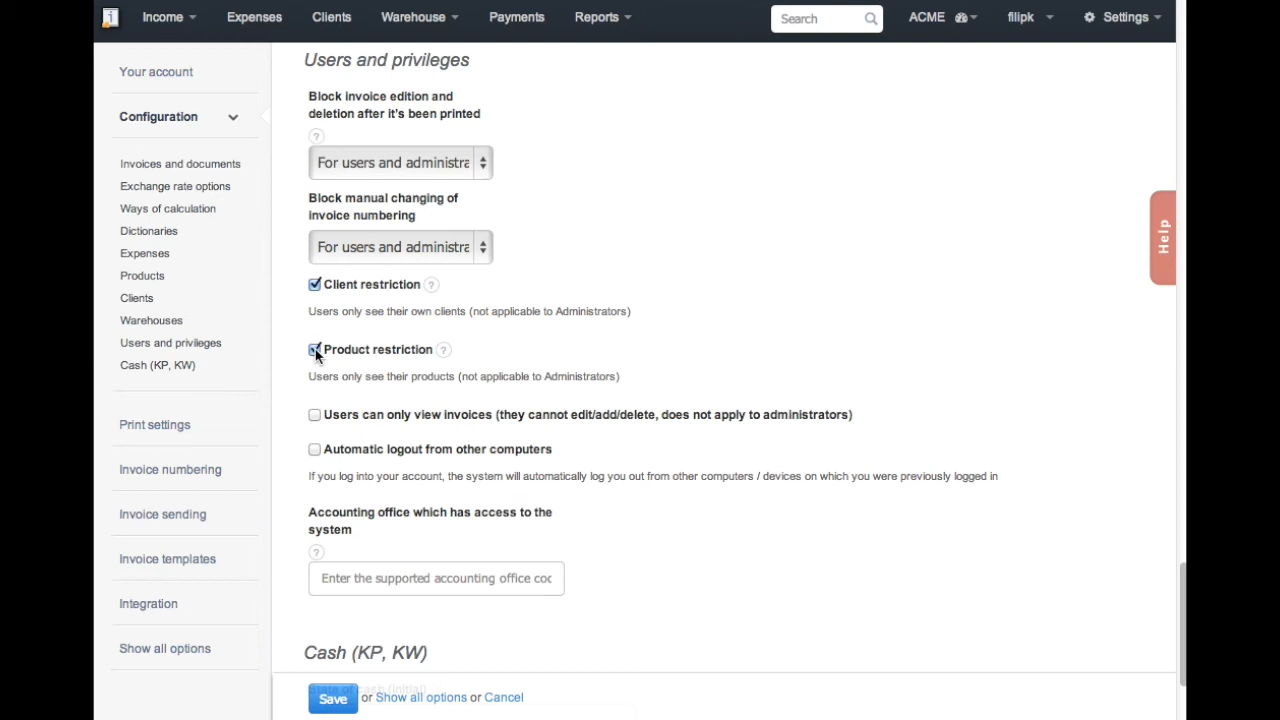 Income
Expenses
Clients
Warehouse
Payments
Reports
Search
ACME
filipk
Settings
Your account
Configuration
Invoices and documents
Exchange rate options
Ways of calculation
Dictionaries
Expenses
Products
Clients
Warehouses
Users and privileges
Cash (KP, KW)
Print settings
Invoice numbering
Invoice sending
Invoice templates
Integration
Show all options
Users and privileges
Block invoice edition and
deletion after it's been printed
?
For users and administra
Block manual changing of
invoice numbering
For users and administra
Client restriction ?
Users only see their own clients (not applicable to Administrators)
Product restriction ?
Users only see their products (not applicable to Administrators)
Users can only view invoices (they cannot edit/add/delete, does not apply to administrators)
Automatic logout from other computers
If you log into your account, the system will automatically log you out from other computers / devices on which you were previously logged in
Accounting office which has access to the
system
?
Enter the supported accounting office coc
Cash (KP, KW)
State of cash (initial)
Save or Show all options or Cancel
Help